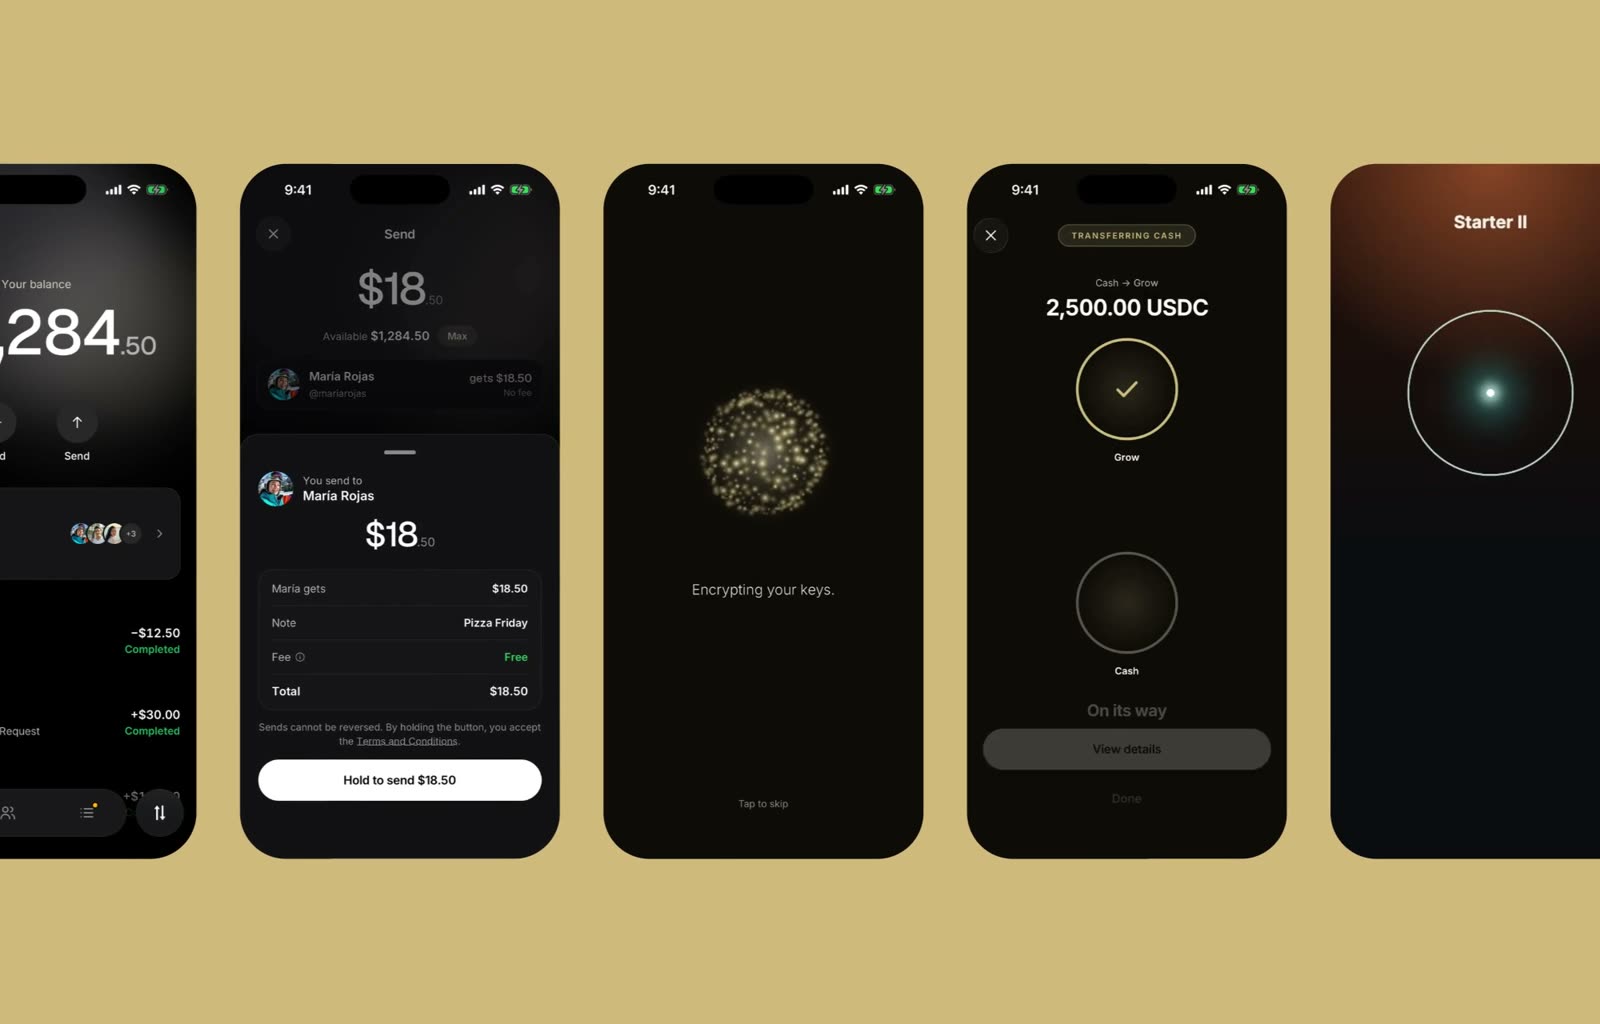 Your balance
,284.50
Send
+3
−$12.50
Completed
+$30.00
Request
Completed
9:41
Send
$18.50
Available $1,284.50 Max
María Rojas
gets $18.50
@mariarojas
No fee
You send to
María Rojas
$18.50
María gets $18.50
Note Pizza Friday
Fee Free
Total $18.50
Sends cannot be reversed. By holding the button, you accept
the Terms and Conditions.
Hold to send $18.50
9:41
Encrypting your keys.
Tap to skip
9:41
TRANSFERRING CASH
Cash → Grow
2,500.00 USDC
Grow
Cash
On its way
View details
Done
Starter II